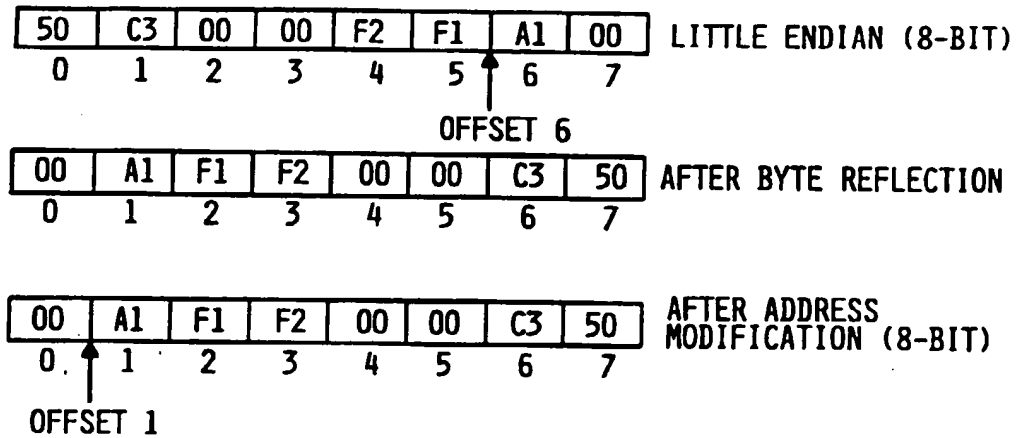 50 C3 00 00 F2 F1 A1 00 LITTLE ENDIAN (8-BIT)
0 1 2 3 4 5 6 7
OFFSET 6
00 A1 F1 F2 00 00 C3 50 AFTER BYTE REFLECTION
0 1 2 3 4 5 6 7
00 A1 F1 F2 00 00 C3 50 AFTER ADDRESS
MODIFICATION (8-BIT)
0 1 2 3 4 5 6 7
OFFSET 1